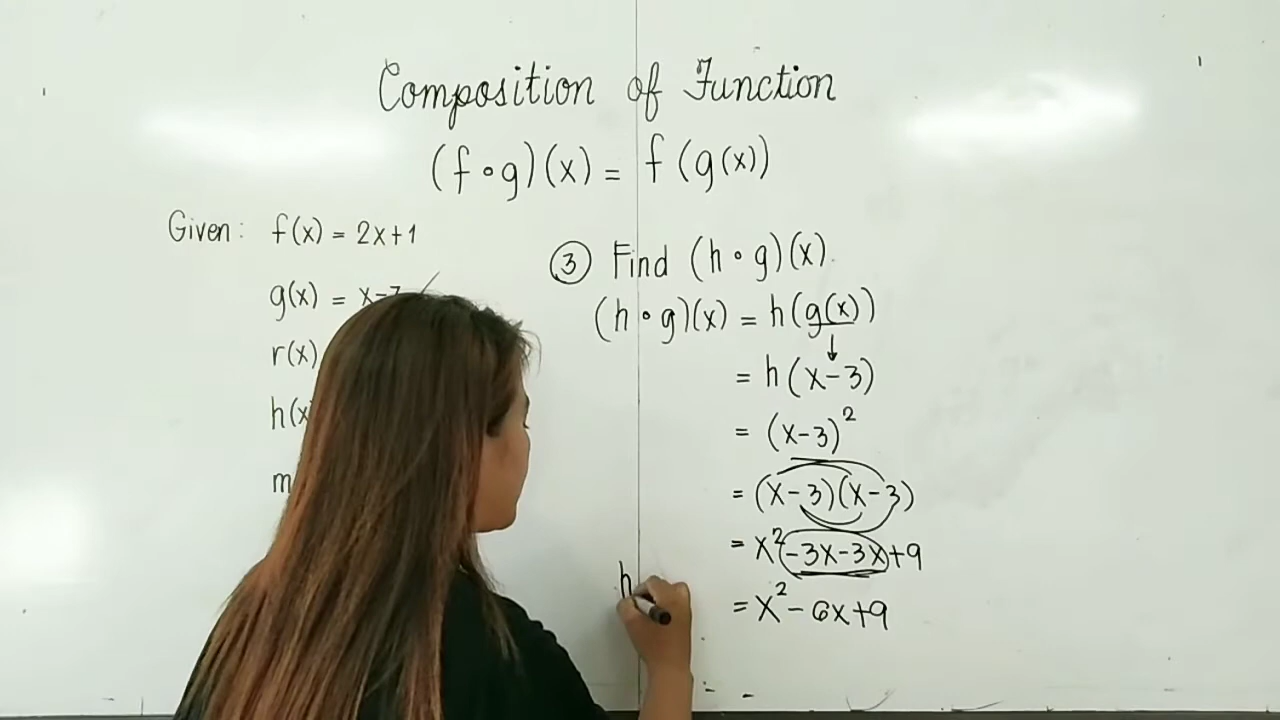 Composition of Function
(f∘g)(x) = f(g(x))
Given: f(x) = 2x+1
g(x) = x-
r(x)
h(x
m
③ Find (h∘g)(x).
(h∘g)(x) = h(g(x))
↓
= h(x-3)
= (x-3)²
= (x-3)(x-3)
= x²-3x-3x+9
= x²-6x+9
h